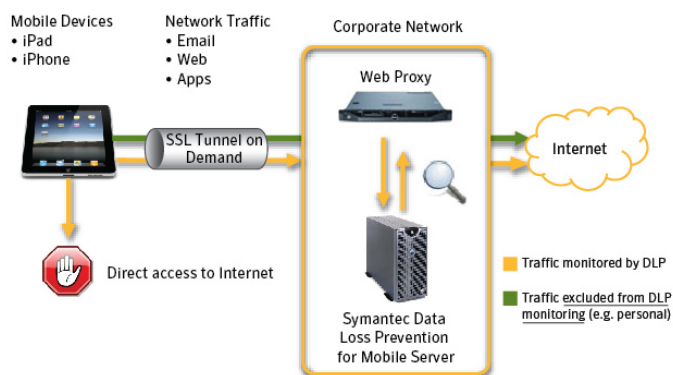 Mobile Devices
• iPad
• iPhone
Network Traffic
• Email
• Web
• Apps
Corporate Network
Web Proxy
SSL Tunnel on
Demand
Internet
Direct access to Internet
Symantec Data
Loss Prevention
for Mobile Server
Traffic monitored by DLP
Traffic excluded from DLP
monitoring (e.g. personal)